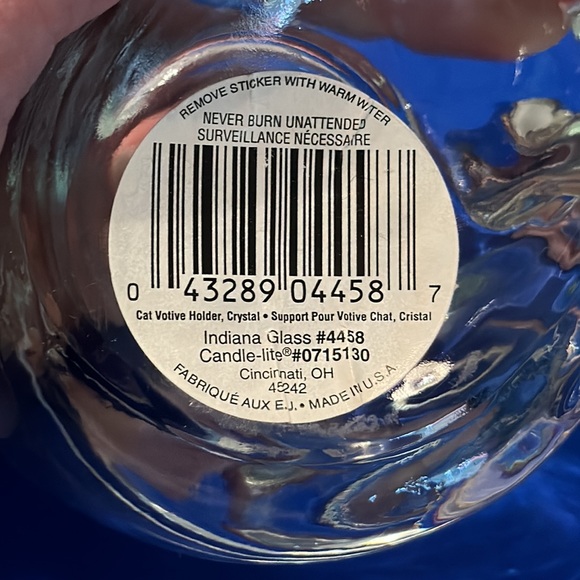 REMOVE STICKER WITH WARM WATER
NEVER BURN UNATTENDED
SURVEILLANCE NÉCESSAIRE
0 43289 04458 7
Cat Votive Holder, Crystal • Support Pour Votive Chat, Cristal
Indiana Glass #4458
Candle-lite®#0715130
Cincinnati, OH
45242
FABRIQUÉ AUX E.U. • MADE IN U.S.A.